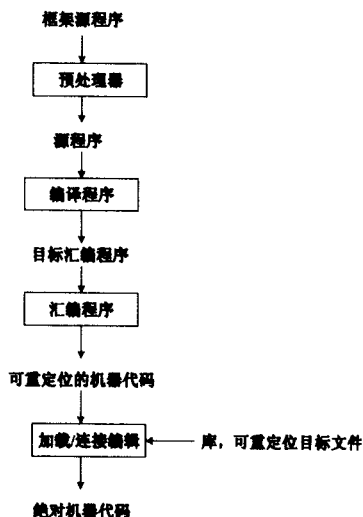 框架源程序
预处理器
源程序
编译程序
目标汇编程序
汇编程序
可重定位的机器代码
加载/连接编辑
库，可重定位目标文件
绝对机器代码